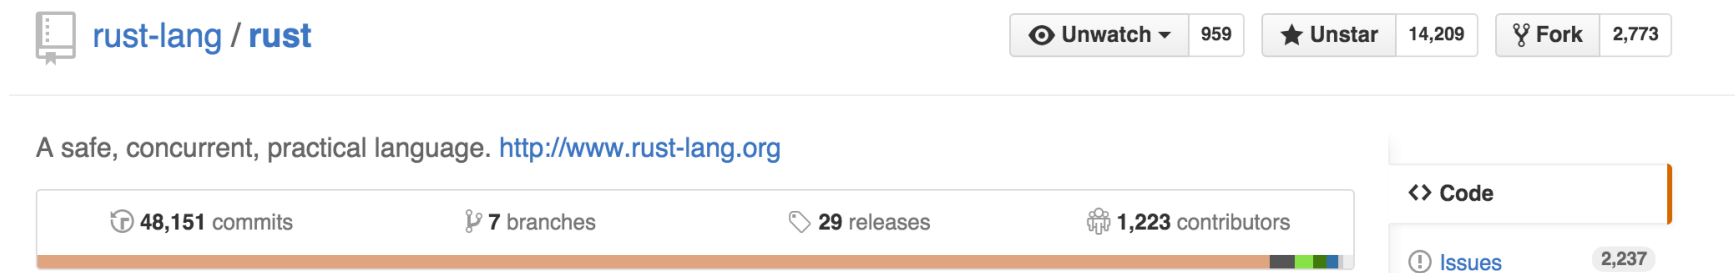 rust-lang / rust
Unwatch 959 Unstar 14,209 Fork 2,773
A safe, concurrent, practical language. http://www.rust-lang.org
48,151 commits 7 branches 29 releases 1,223 contributors
Code
Issues 2,237